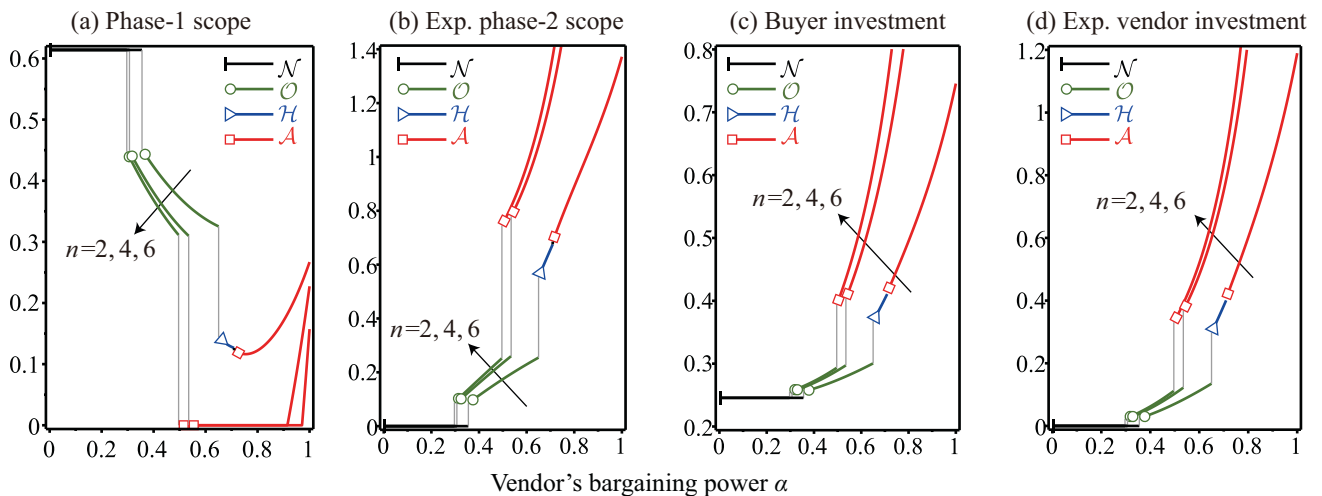 (a) Phase-1 scope
0.6
0.5
0.4
0.3
0.2
0.1
0
𝒩
𝒪
ℋ
𝒜
n=2, 4, 6
0 0.2 0.4 0.6 0.8 1
(b) Exp. phase-2 scope
1.4
1.2
1
0.8
0.6
0.4
0.2
0
𝒩
𝒪
ℋ
𝒜
n=2, 4, 6
0 0.2 0.4 0.6 0.8 1
(c) Buyer investment
0.8
0.7
0.6
0.5
0.4
0.3
0.2
𝒩
𝒪
ℋ
𝒜
n=2, 4, 6
0 0.2 0.4 0.6 0.8 1
(d) Exp. vendor investment
1.2
1
0.8
0.6
0.4
0.2
0
𝒩
𝒪
ℋ
𝒜
n=2, 4, 6
0 0.2 0.4 0.6 0.8 1
Vendor's bargaining power α